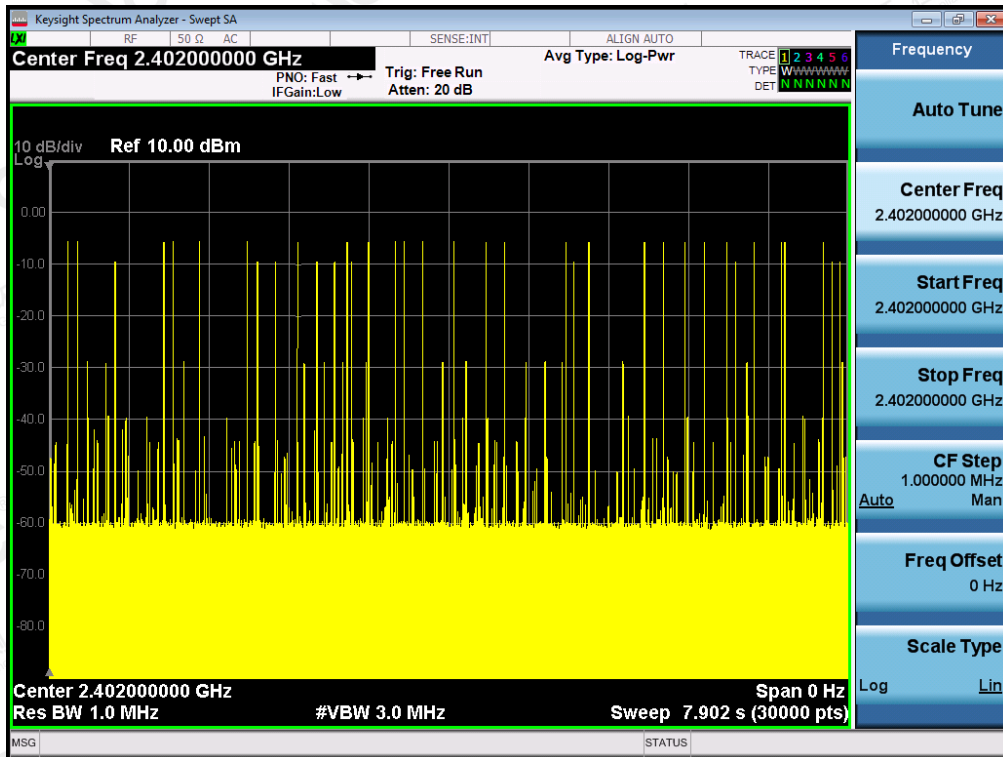 Keysight Spectrum Analyzer - Swept SA
LXI RF 50 Ω AC SENSE:INT ALIGN AUTO
Center Freq 2.402000000 GHz
PNO: Fast
IFGain:Low
Trig: Free Run
Atten: 20 dB
Avg Type: Log-Pwr
TRACE 1 2 3 4 5 6
TYPE WWWWWWW
DET N N N N N N
10 dB/div Ref 10.00 dBm
Log
0.00
-10.0
-20.0
-30.0
-40.0
-50.0
-60.0
-70.0
-80.0
Center 2.402000000 GHz Span 0 Hz
Res BW 1.0 MHz #VBW 3.0 MHz Sweep 7.902 s (30000 pts)
MSG STATUS
Frequency
Auto Tune
Center Freq
2.402000000 GHz
Start Freq
2.402000000 GHz
Stop Freq
2.402000000 GHz
CF Step
1.000000 MHz
Auto Man
Freq Offset
0 Hz
Scale Type
Log Lin